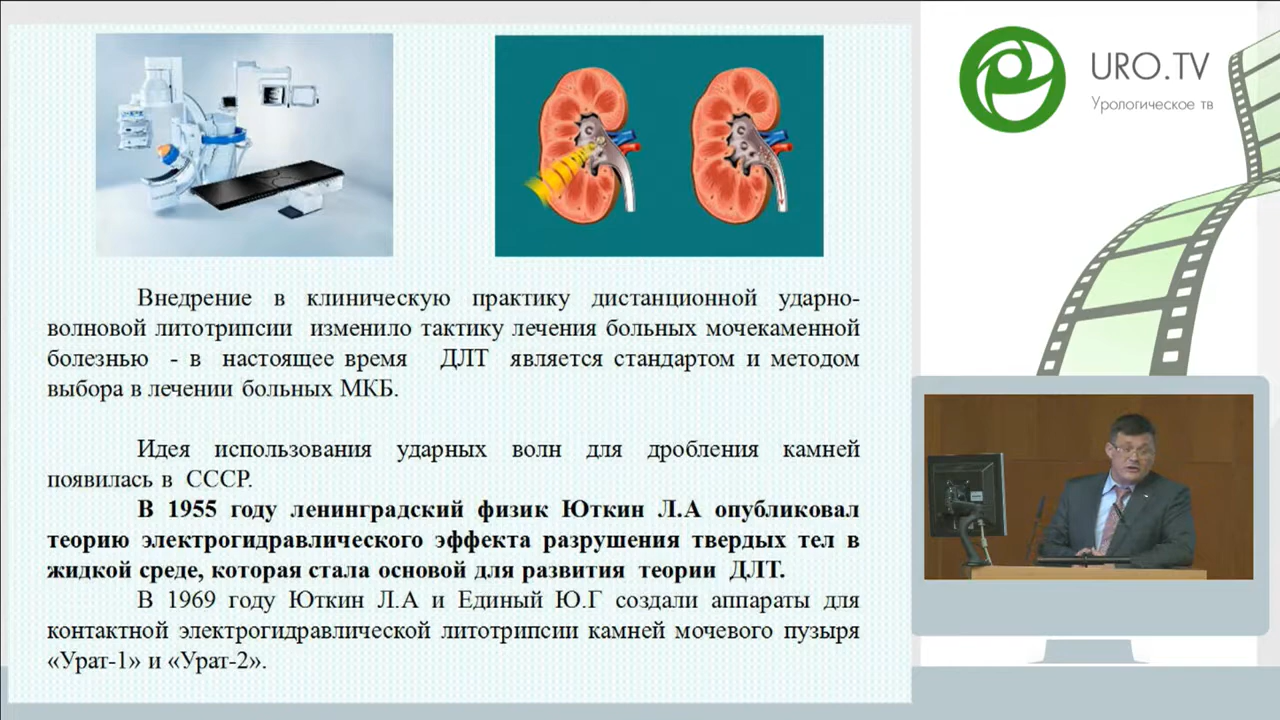 URO.TV
Урологическое тв
Внедрение в клиническую практику дистанционной ударно-
волновой литотрипсии изменило тактику лечения больных мочекаменной
болезнью - в настоящее время ДЛТ является стандартом и методом
выбора в лечении больных МКБ.
Идея использования ударных волн для дробления камней
появилась в СССР.
В 1955 году ленинградский физик Юткин Л.А опубликовал
теорию электрогидравлического эффекта разрушения твердых тел в
жидкой среде, которая стала основой для развития теории ДЛТ.
В 1969 году Юткин Л.А и Единый Ю.Г создали аппараты для
контактной электрогидравлической литотрипсии камней мочевого пузыря
«Урат-1» и «Урат-2».